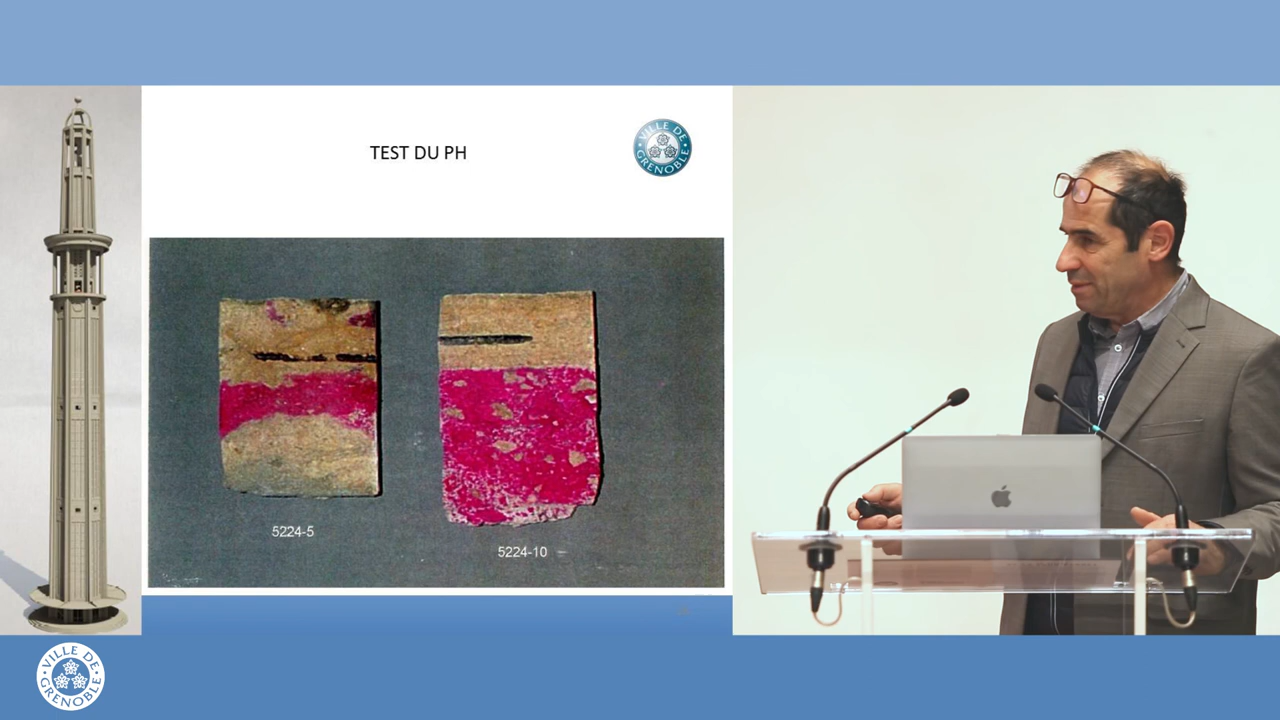 TEST DU PH
VILLE DE
GRENOBLE
5224-5
5224-10
VILLE DE
GRENOBLE